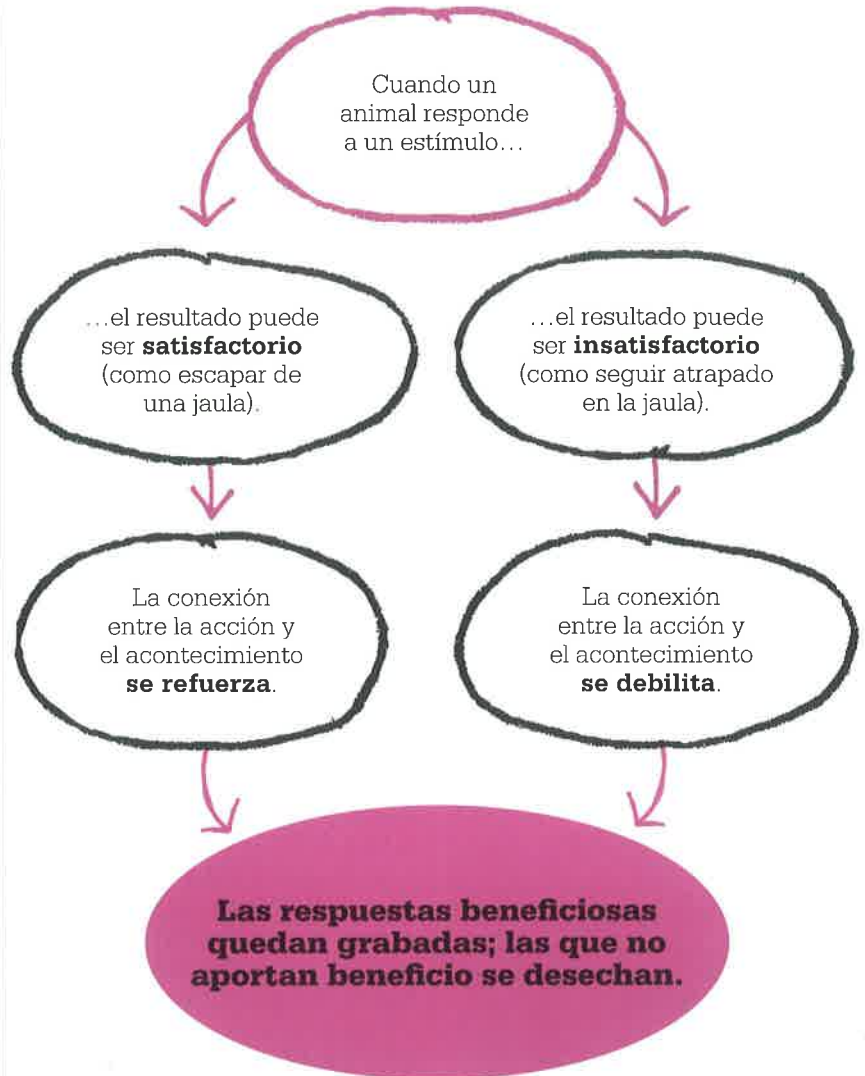 Cuando un
animal responde
a un estímulo...
...el resultado puede
ser satisfactorio
(como escapar de
una jaula).
...el resultado puede
ser insatisfactorio
(como seguir atrapado
en la jaula).
La conexión
entre la acción y
el acontecimiento
se refuerza.
La conexión
entre la acción y
el acontecimiento
se debilita.
Las respuestas beneficiosas
quedan grabadas; las que no
aportan beneficio se desechan.